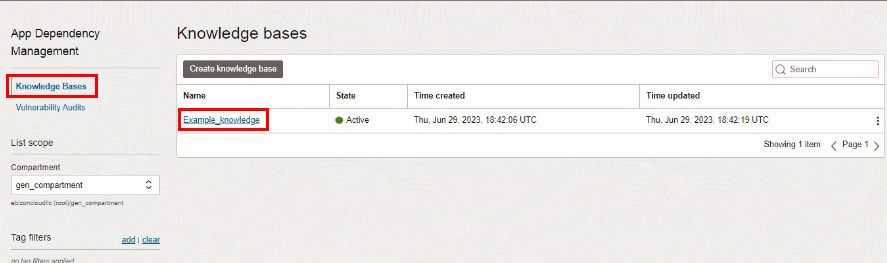 App Dependency
Management
Knowledge Bases
Vulnerability Audits
List scope
Compartment
gen_compartment
abizoncloudllc (root)/gen_compartment
Tag filters
add | clear
no tag filters applied
Knowledge bases
Create knowledge base
Search
Name State Time created Time updated
Example_knowledge Active Thu, Jun 29, 2023, 18:42:06 UTC Thu, Jun 29, 2023, 18:42:19 UTC
Showing 1 item Page 1